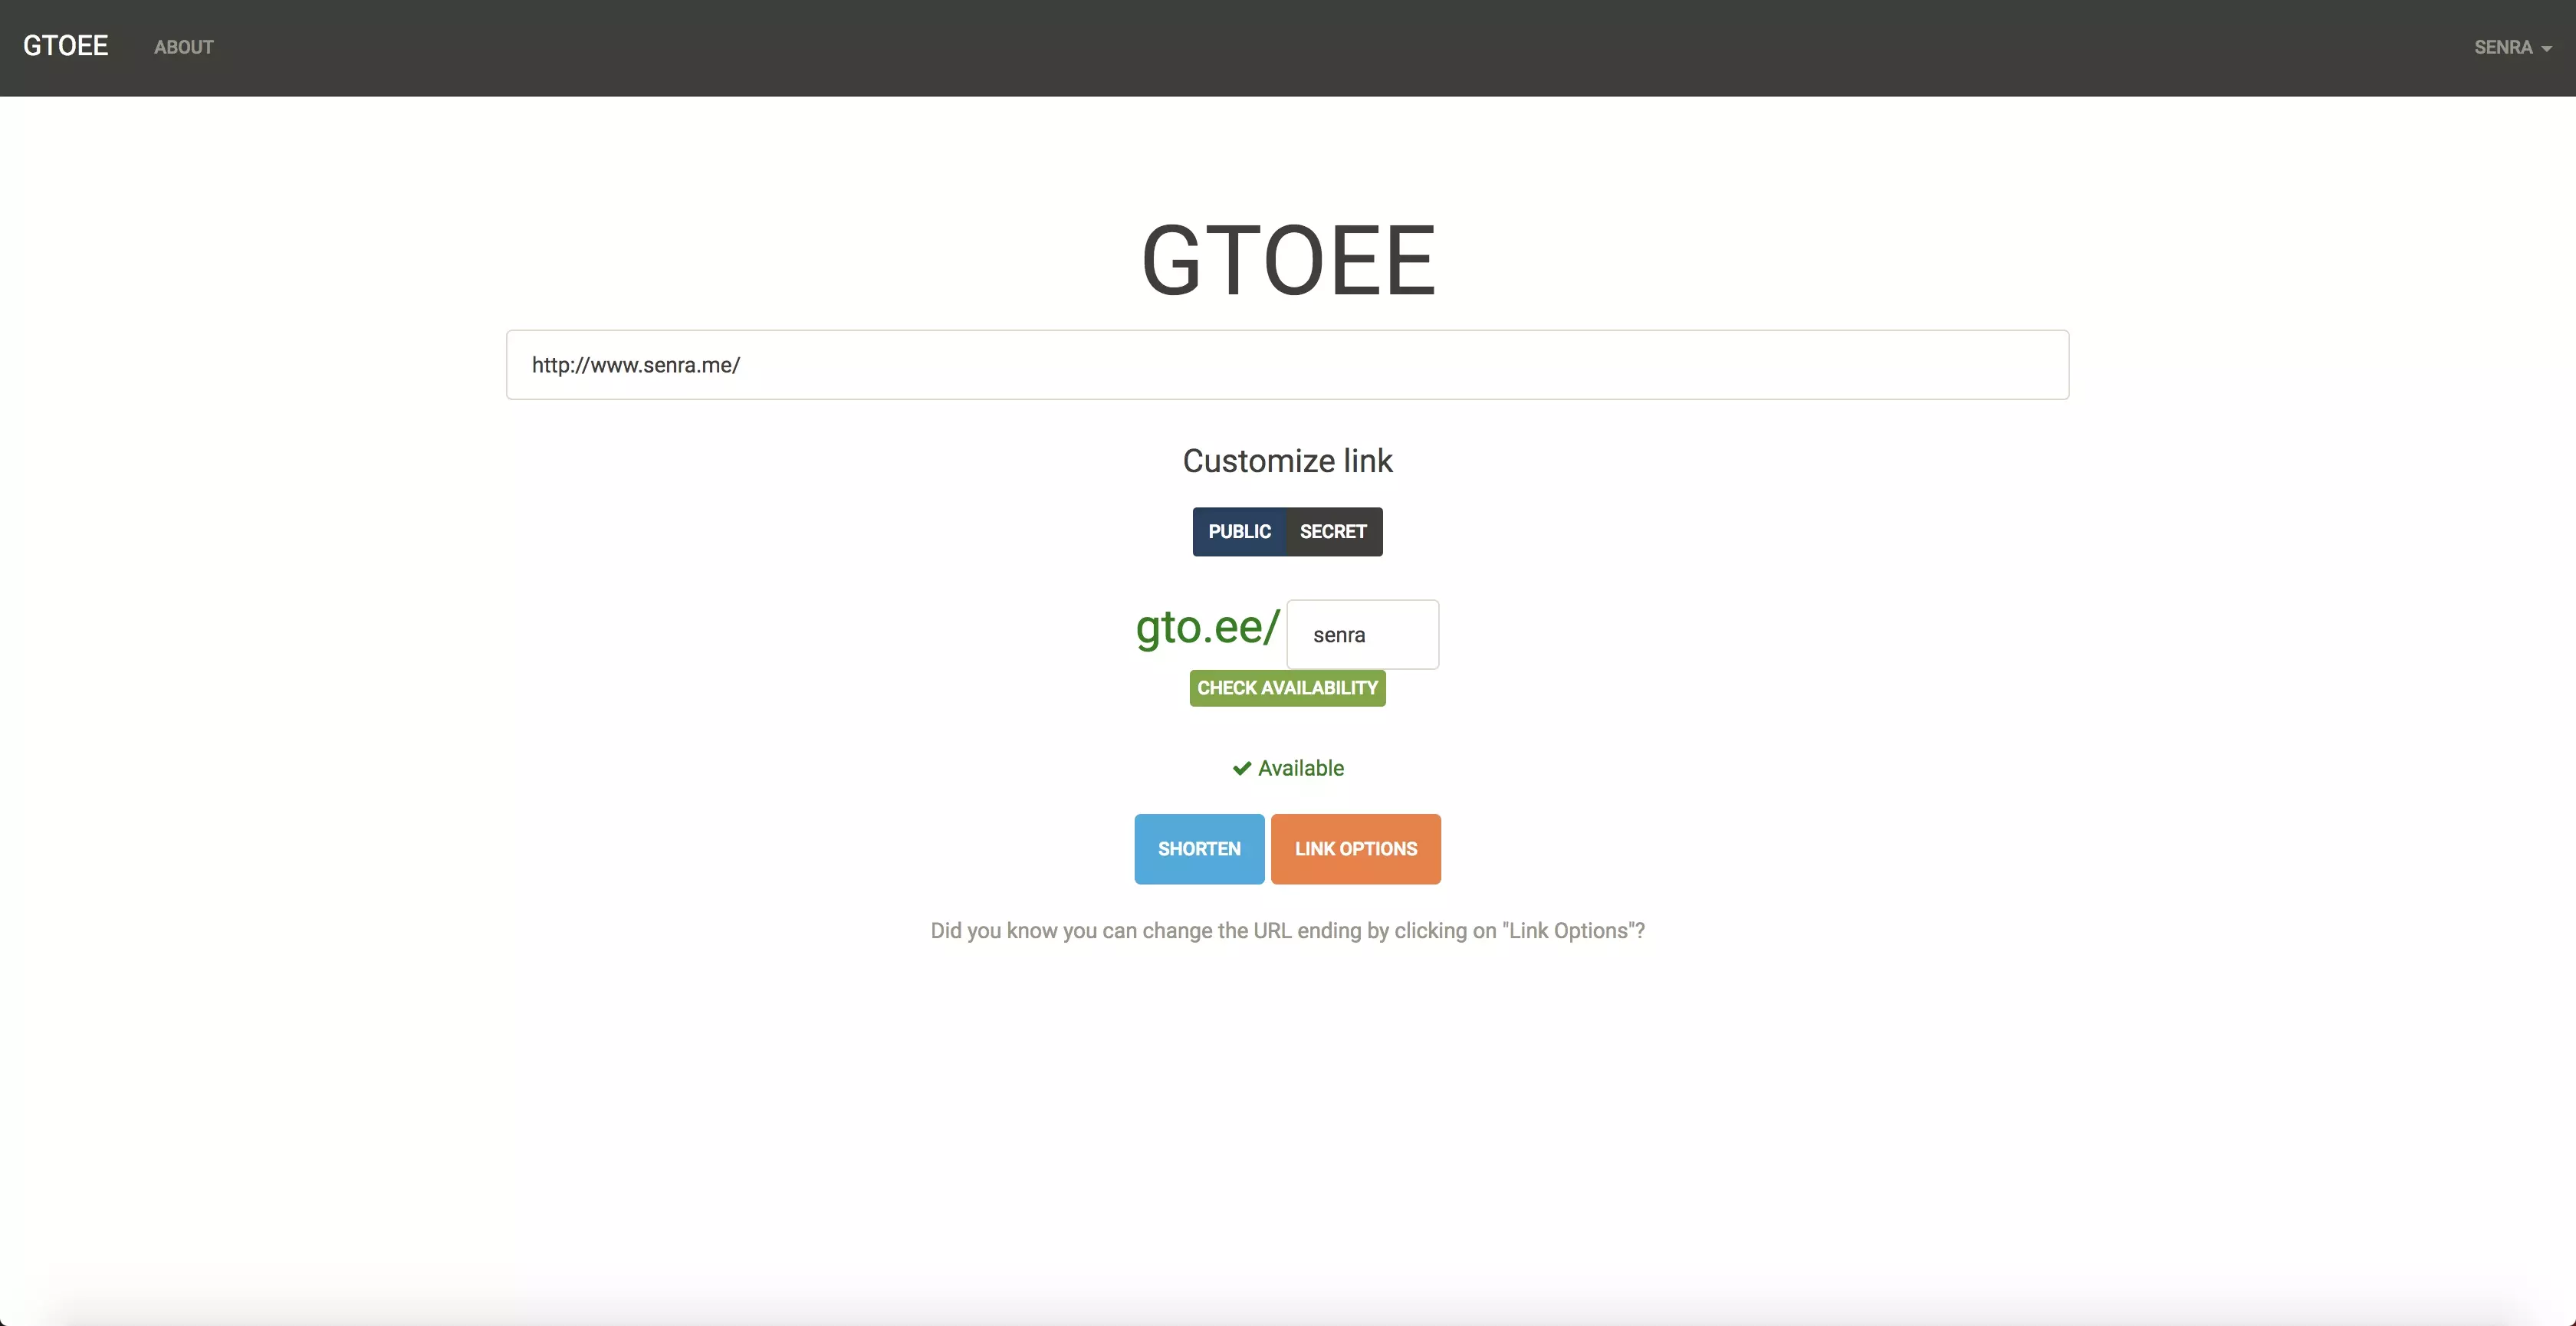 GTOEE ABOUT SENRA
GTOEE
http://www.senra.me/
Customize link
PUBLIC SECRET
gto.ee/ senra
CHECK AVAILABILITY
Available
SHORTEN LINK OPTIONS
Did you know you can change the URL ending by clicking on "Link Options"?